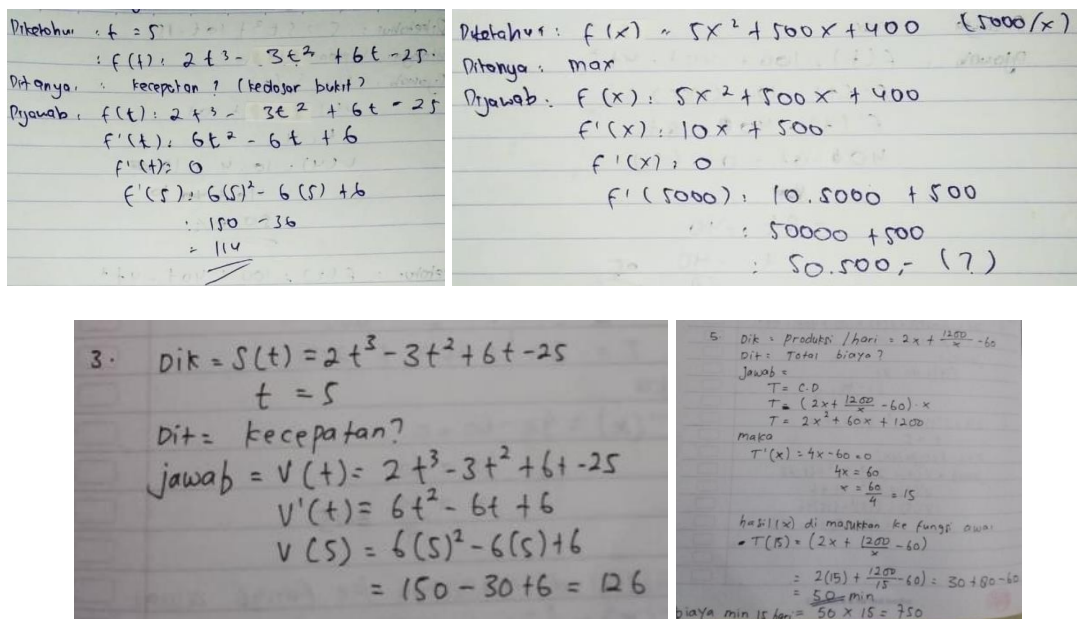 Diketahui : t = 5
: f(t) : 2t³ - 3t² + 6t - 25.
Ditanya. : kecepatan ? (kedasar bukit?)
Dijawab : f(t) : 2t³ - 3t² + 6t - 25
f'(t) : 6t² - 6t + 6
f'(t) : 0
f'(5) : 6(5)² - 6(5) + 6
: 150 - 36
= 114
Diketahui : f(x) = 5x² + 500x + 400 (5000/x)
Ditanya : max
Dijawab : f(x) : 5x² + 500x + 400
f'(x) : 10x + 500
f'(x) : 0
f'(5000) : 10.5000 + 500
: 50000 + 500
: 50.500,- (?)
3. Dik = S(t) = 2t³ - 3t² + 6t - 25
t = 5
Dit = kecepatan?
jawab = V(t) = 2t³ - 3t² + 6t - 25
V'(t) = 6t² - 6t + 6
V(5) = 6(5)² - 6(5) + 6
= 150 - 30 + 6 = 126
5 Dik = Produksi /hari = 2x + 1200/x - 60
Dit = Total biaya ?
Jawab =
T = C.D
T = (2x + 1200/x - 60) . x
T = 2x² + 60x + 1200
maka
T'(x) = 4x - 60 = 0
4x = 60
x = 60/4 = 15
hasil (x) di masukkan ke fungsi awal
• T(15) = (2x + 1200/x - 60)
= 2(15) + 1200/15 - 60) = 30 + 80 - 60
= 50 min
biaya min 15 hari = 50 x 15 = 750